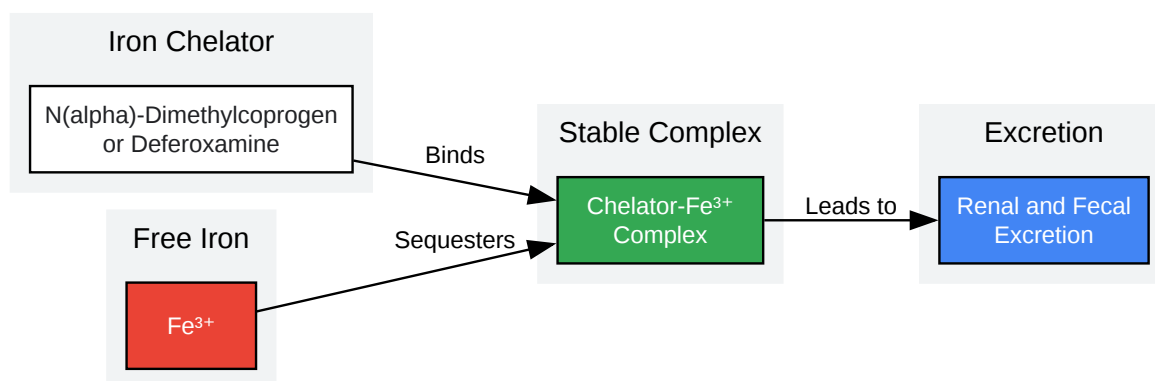 Iron Chelator
N(alpha)-Dimethylcoprogen
or Deferoxamine
Binds
Free Iron
Fe³⁺
Sequesters
Stable Complex
Chelator-Fe³⁺
Complex
Leads to
Excretion
Renal and Fecal
Excretion